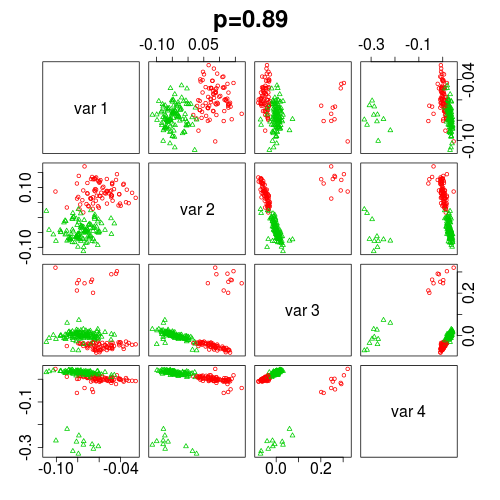 p=0.89
-0.10 0.05 -0.3 -0.1
var 1
-0.10 -0.04
-0.10 0.10
var 2
var 3
0.0 0.2
-0.3 -0.1
var 4
-0.10 -0.04 0.0 0.2